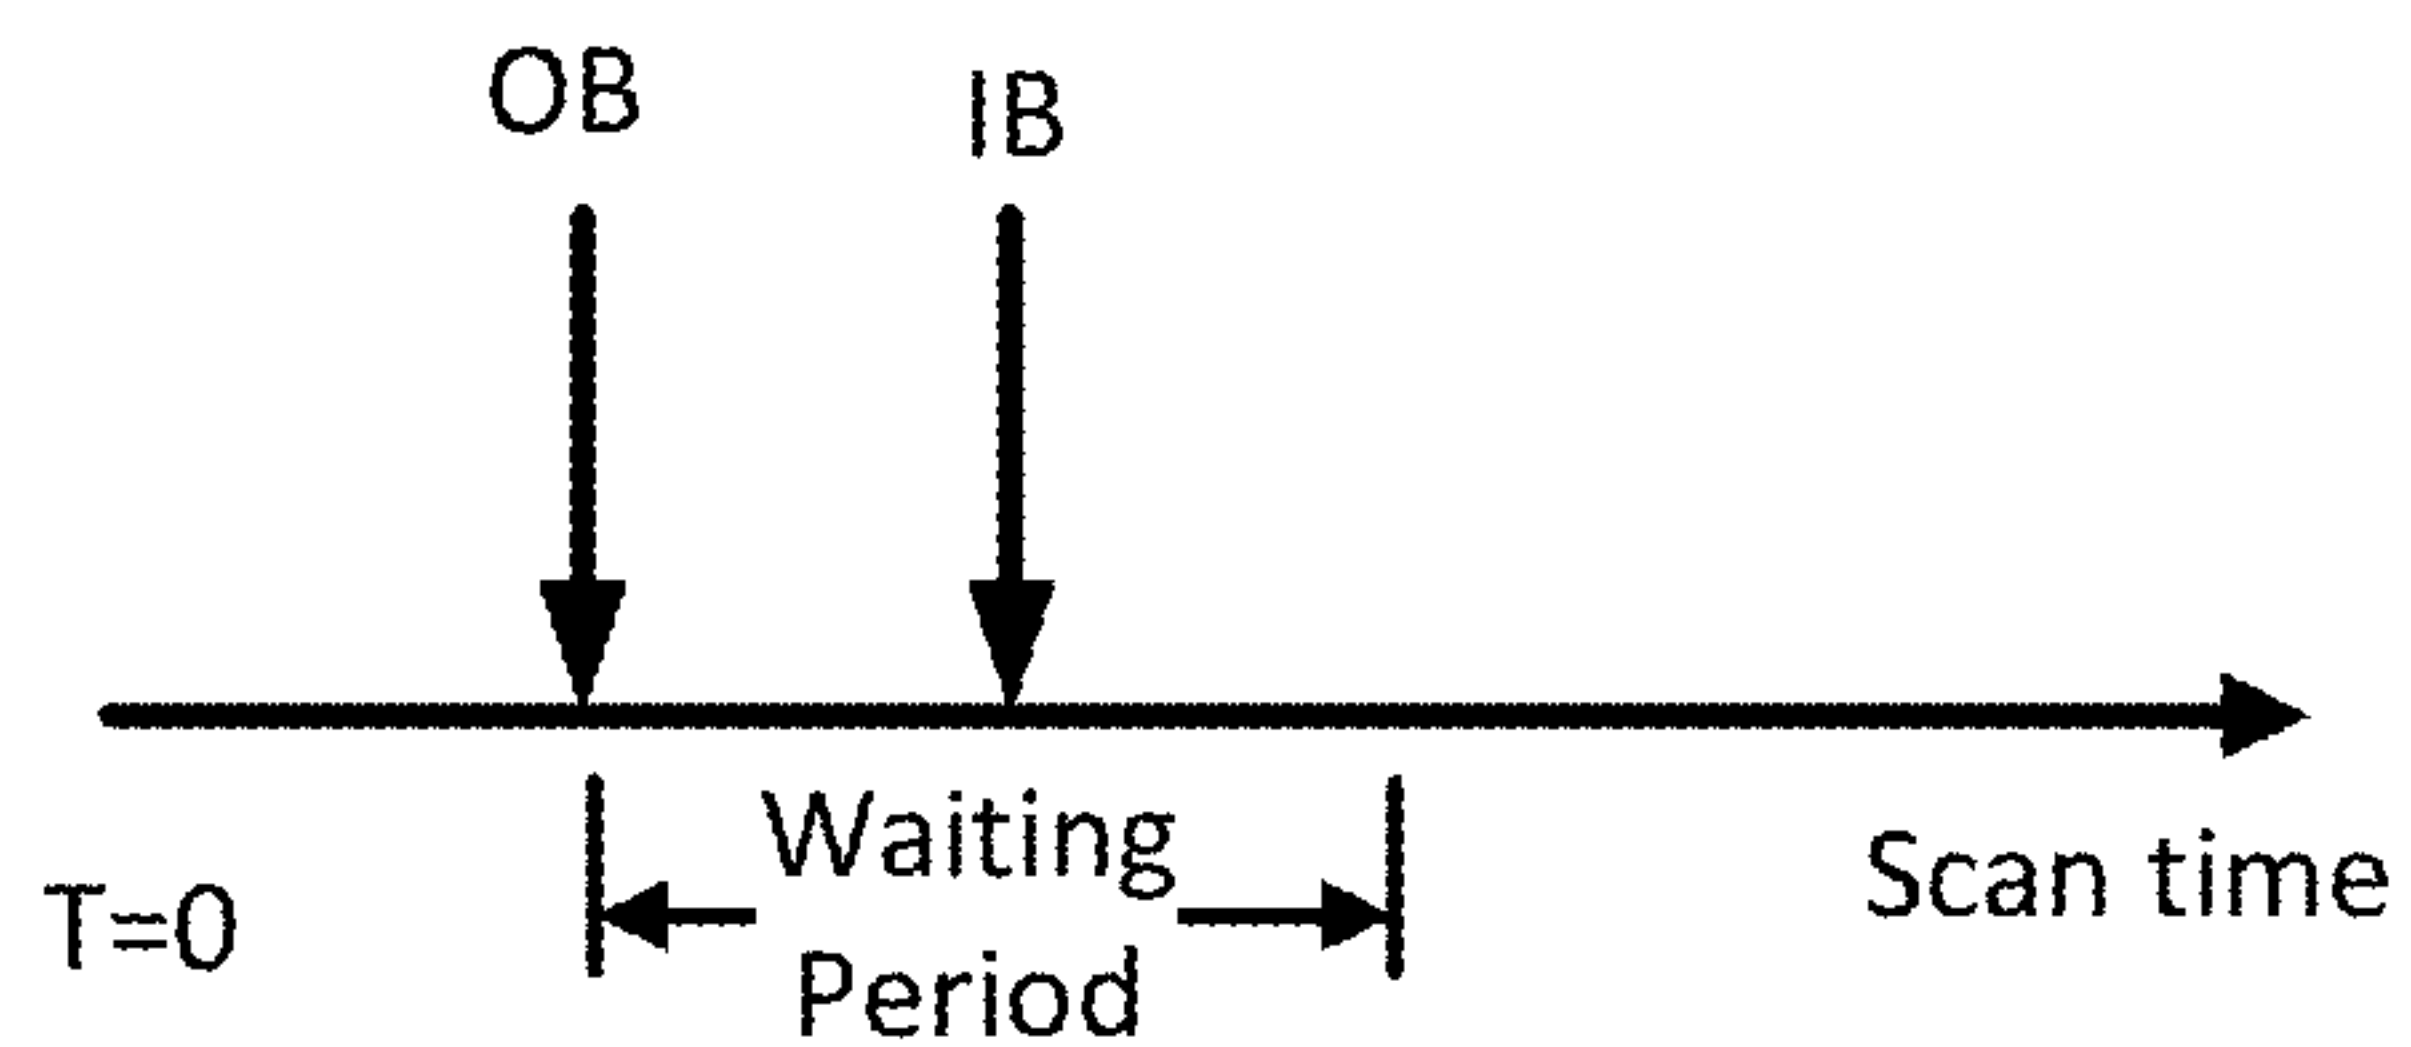 OB
IB
Waiting
Period
T=0
Scan time